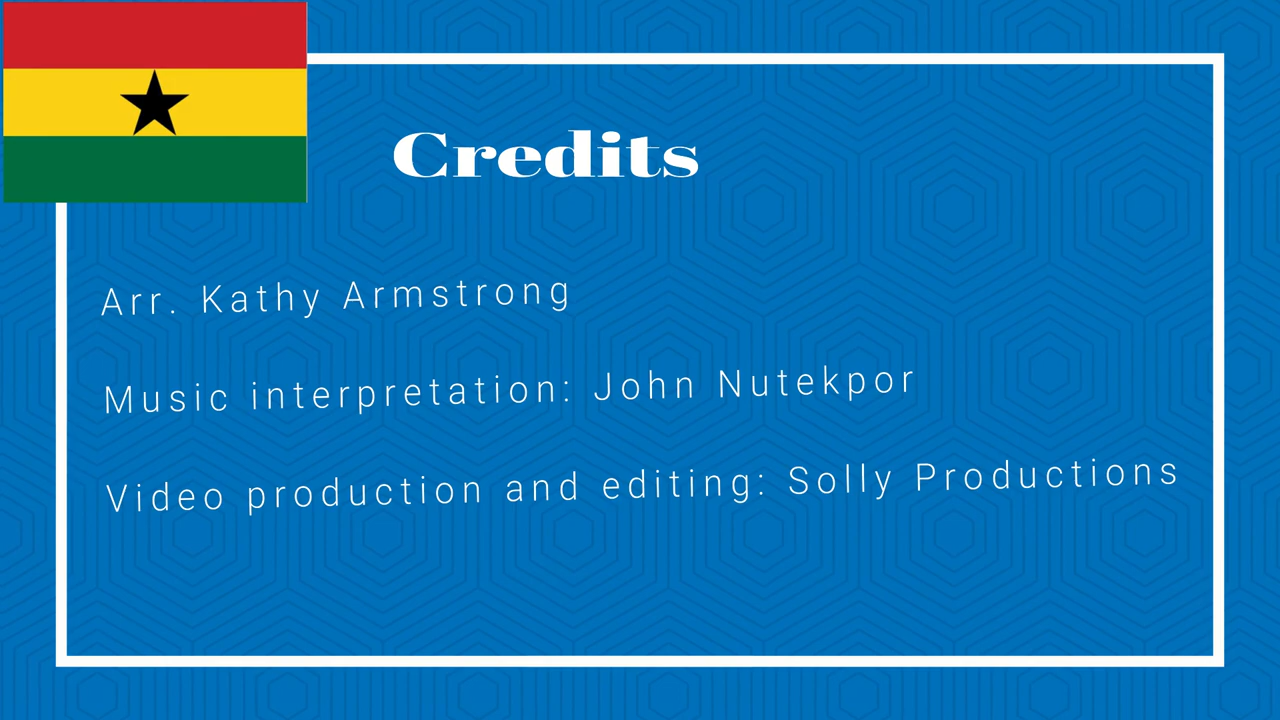 Credits
Arr. Kathy Armstrong
Music interpretation: John Nutekpor
Video production and editing: Solly Productions